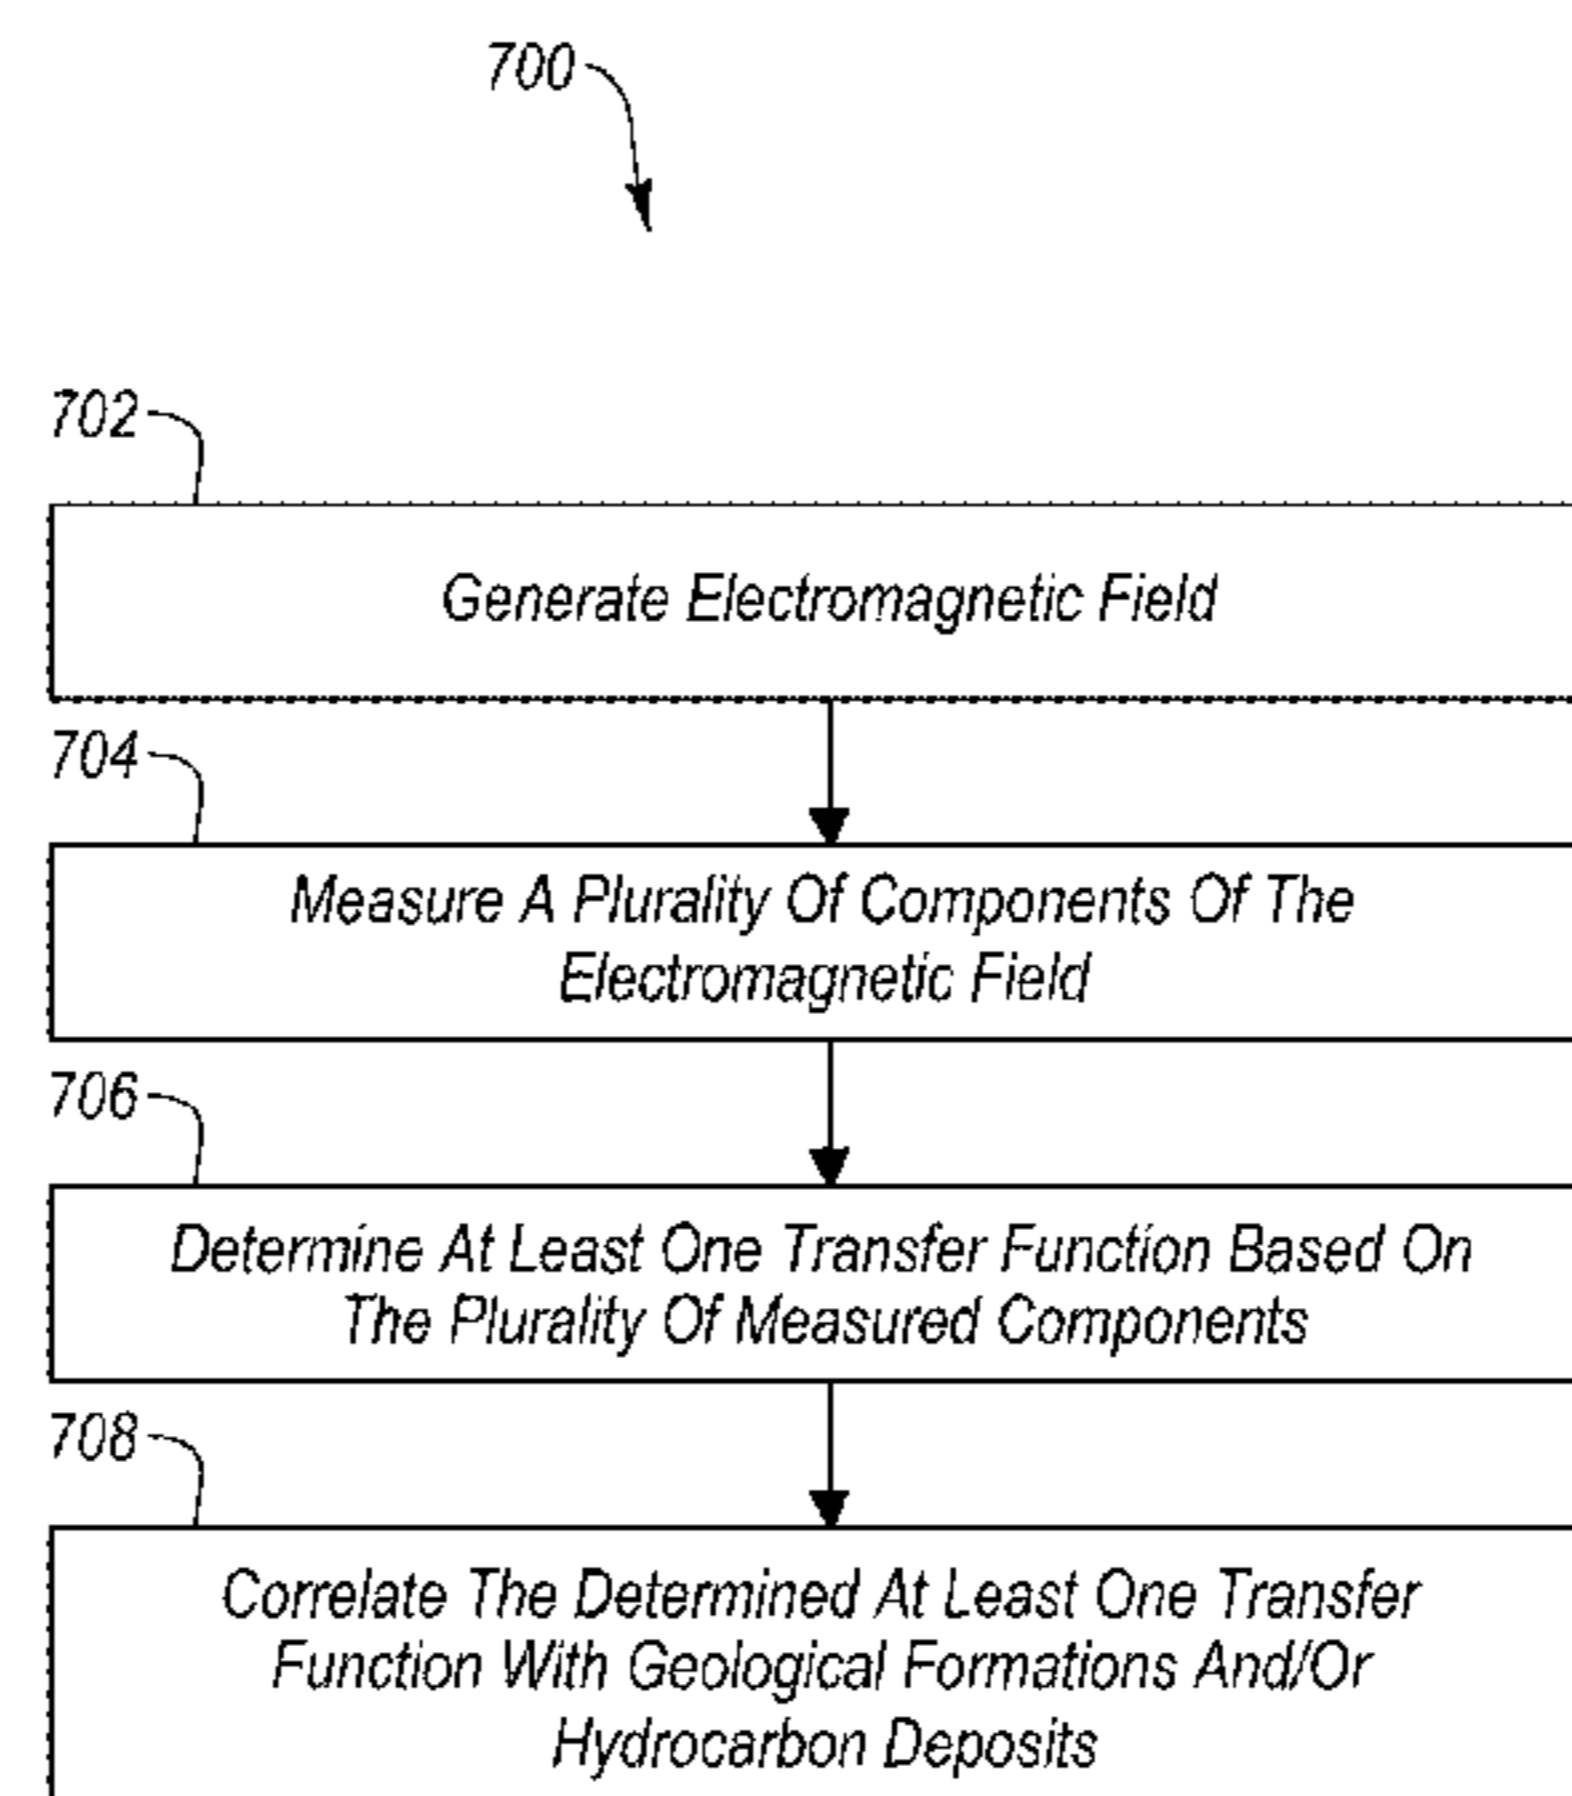 700
702
Generate Electromagnetic Field
704
Measure A Plurality Of Components Of The
Electromagnetic Field
706
Determine At Least One Transfer Function Based On
The Plurality Of Measured Components
708
Correlate The Determined At Least One Transfer
Function With Geological Formations And/Or
Hydrocarbon Deposits